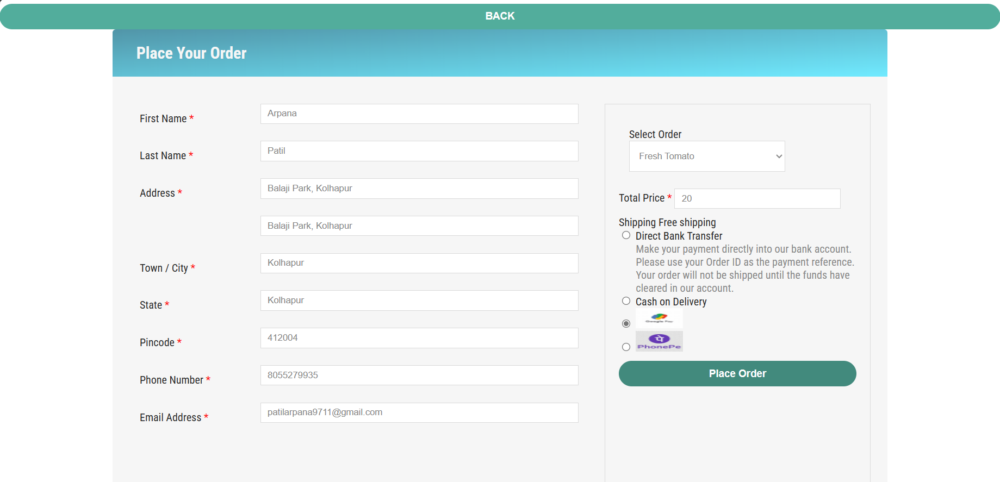 BACK
Place Your Order
First Name *
Arpana
Last Name *
Patil
Address *
Balaji Park, Kolhapur
Balaji Park, Kolhapur
Town / City *
Kolhapur
State *
Kolhapur
Pincode *
412004
Phone Number *
8055279935
Email Address *
patilarpana9711@gmail.com
Select Order
Fresh Tomato
Total Price *
20
Shipping Free shipping
Direct Bank Transfer
Make your payment directly into our bank account.
Please use your Order ID as the payment reference.
Your order will not be shipped until the funds have
cleared in our account.
Cash on Delivery
Google Pay
पे
PhonePe
Place Order